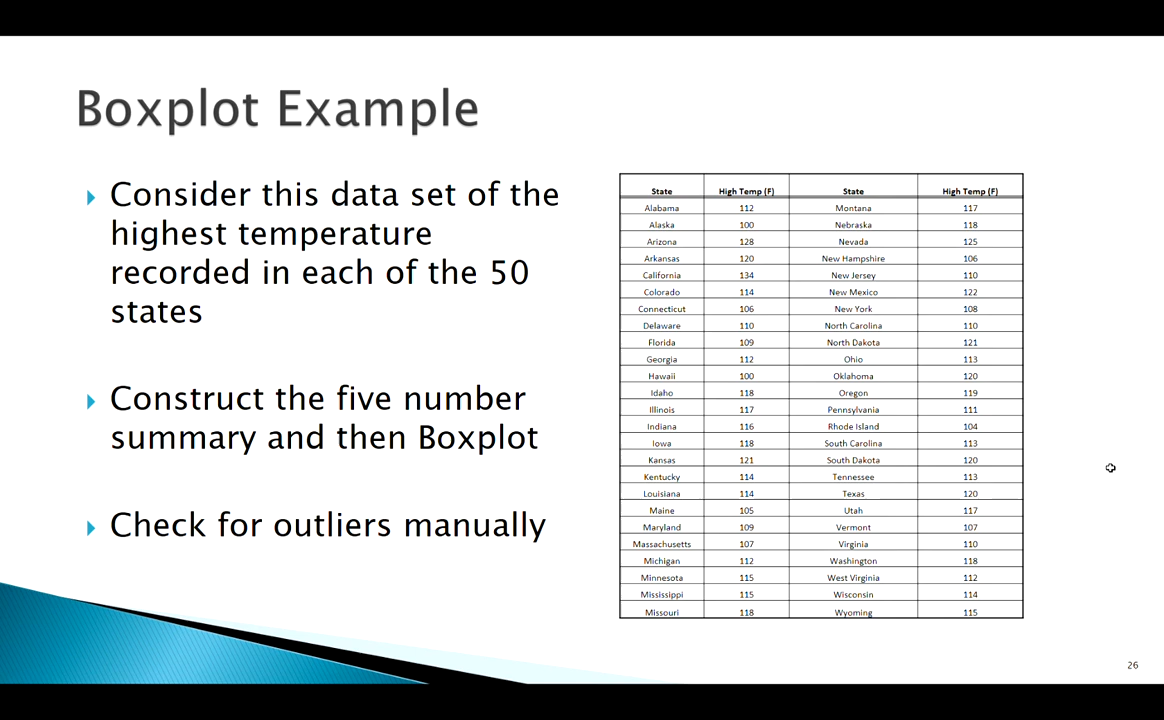 Boxplot Example
Consider this data set of the
highest temperature
recorded in each of the 50
states
Construct the five number
summary and then Boxplot
Check for outliers manually
State High Temp (F) State High Temp (F)
Alabama 112 Montana 117
Alaska 100 Nebraska 118
Arizona 128 Nevada 125
Arkansas 120 New Hampshire 106
California 134 New Jersey 110
Colorado 114 New Mexico 122
Connecticut 106 New York 108
Delaware 110 North Carolina 110
Florida 109 North Dakota 121
Georgia 112 Ohio 113
Hawaii 100 Oklahoma 120
Idaho 118 Oregon 119
Illinois 117 Pennsylvania 111
Indiana 116 Rhode Island 104
Iowa 118 South Carolina 113
Kansas 121 South Dakota 120
Kentucky 114 Tennessee 113
Louisiana 114 Texas 120
Maine 105 Utah 117
Maryland 109 Vermont 107
Massachusetts 107 Virginia 110
Michigan 112 Washington 118
Minnesota 115 West Virginia 112
Mississippi 115 Wisconsin 114
Missouri 118 Wyoming 115
26